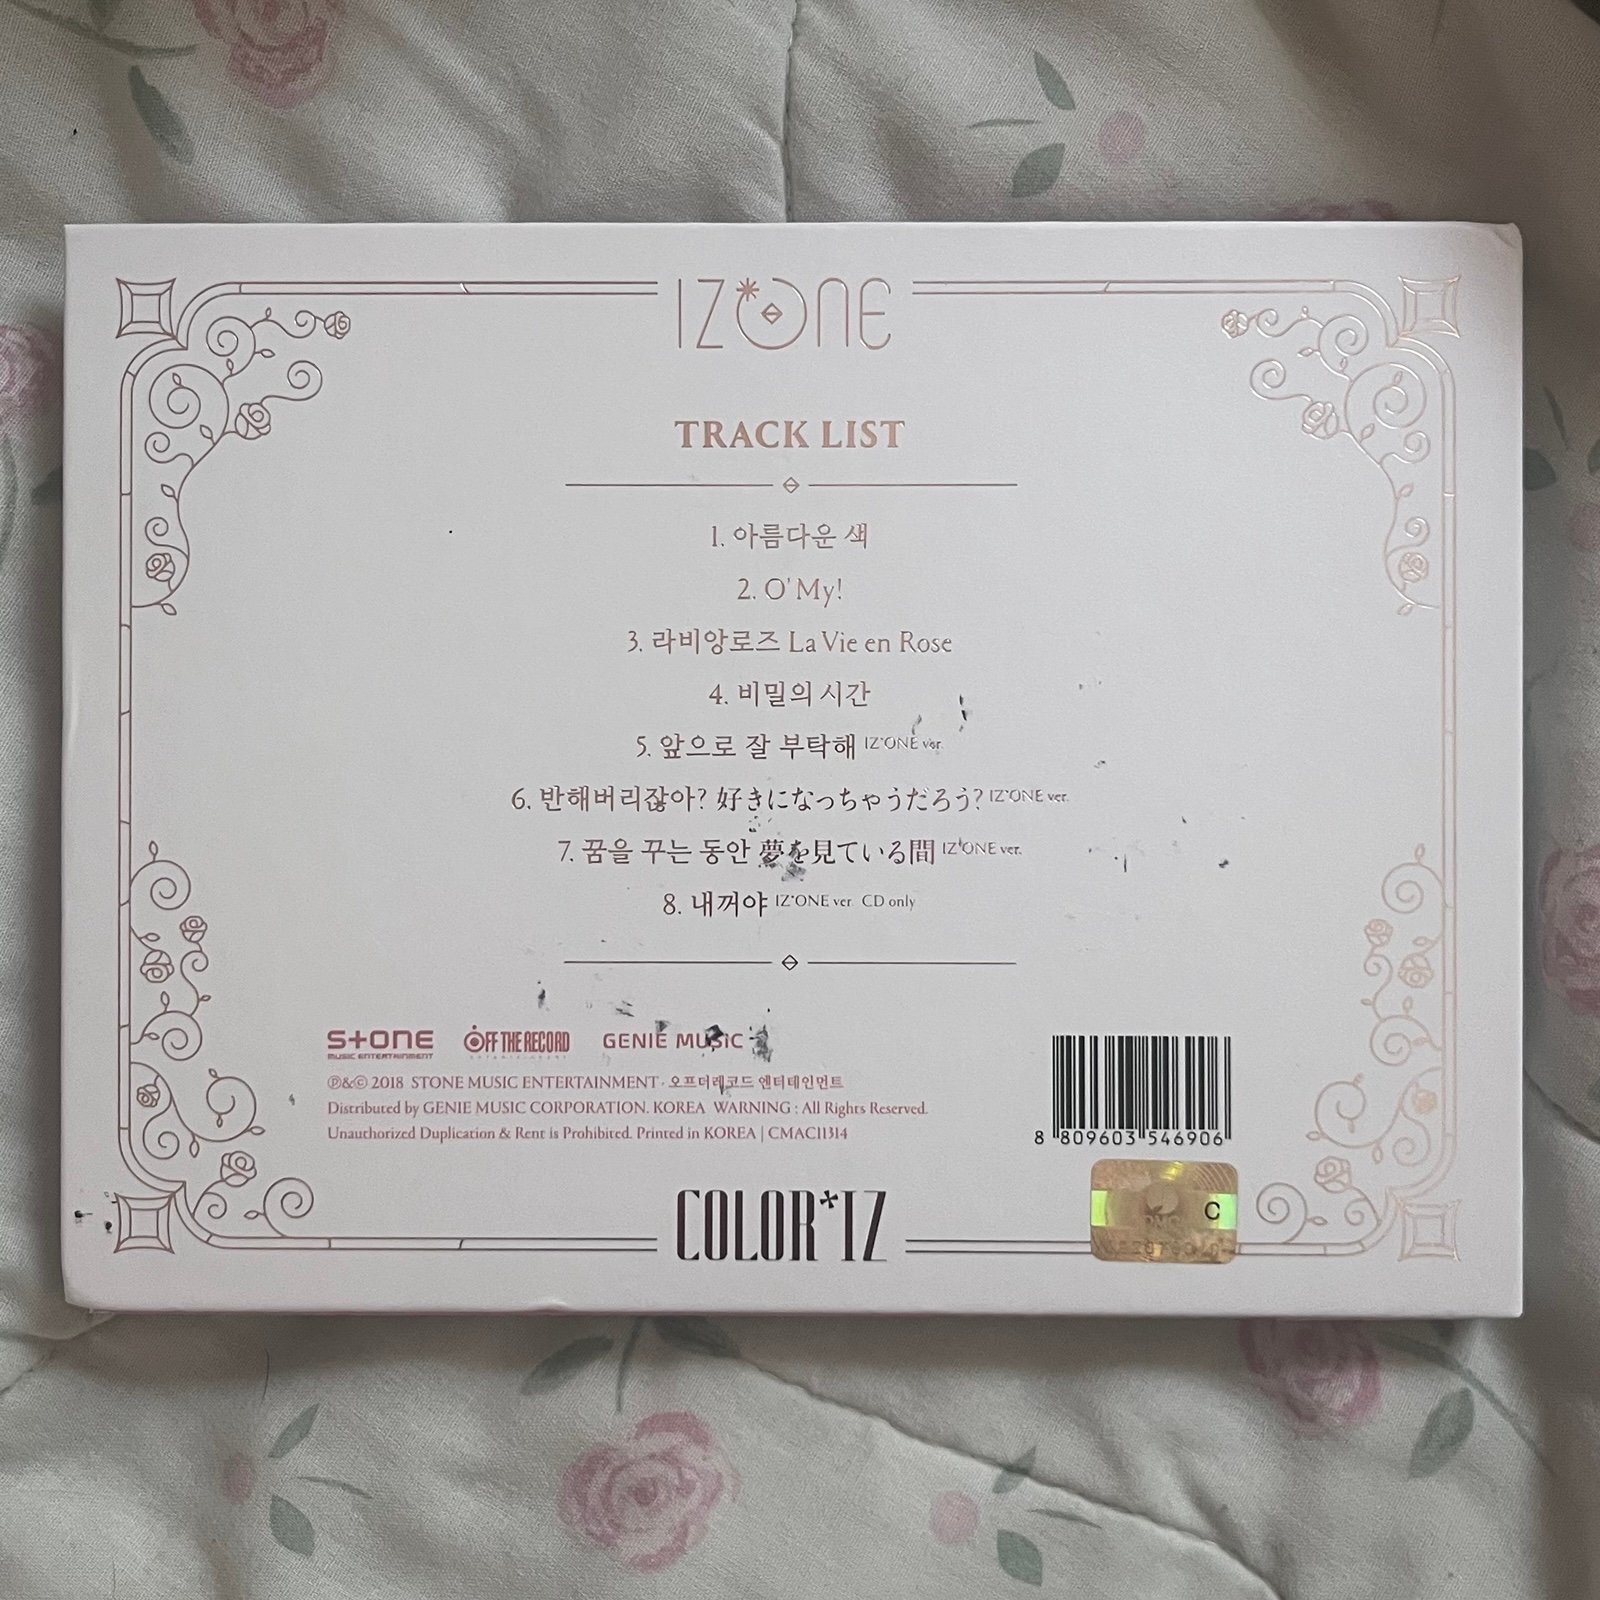 IZ*ONE
TRACK LIST
1. 아름다운 색
2. O' My!
3. 라비앙로즈 La Vie en Rose
4. 비밀의 시간
5. 앞으로 잘 부탁해 IZ*ONE ver.
6. 반해버리잖아? 好きになっちゃうだろう? IZ*ONE ver.
7. 꿈을 꾸는 동안 夢を見ている間 IZ*ONE ver.
8. 내꺼야 IZ*ONE ver. CD only
STONE MUSIC ENTERTAINMENT OFF THE RECORD ENTERTAINMENT GENIE MUSIC
℗&© 2018 STONE MUSIC ENTERTAINMENT · 오프더레코드 엔터테인먼트
Distributed by GENIE MUSIC CORPORATION. KOREA WARNING : All Rights Reserved.
Unauthorized Duplication & Rent is Prohibited. Printed in KOREA | CMAC11314
8 809603 546906
C
COLOR*IZ